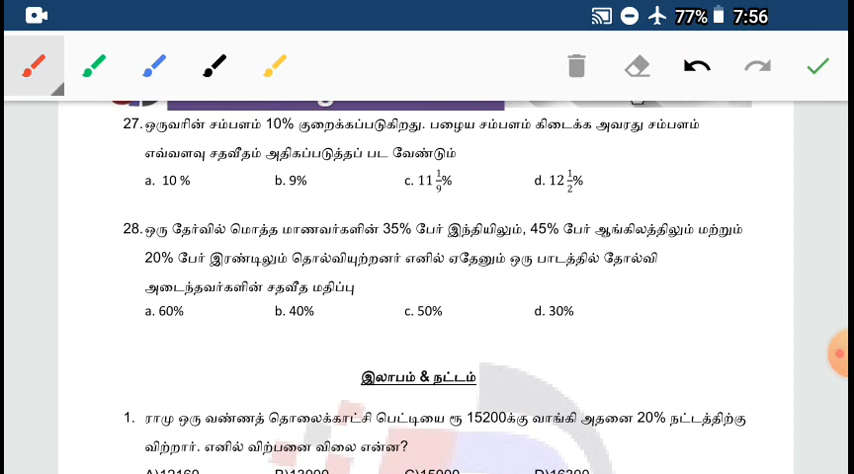 77% 7:56
27. ஒருவரின் சம்பளம் 10% குறைக்கப்படுகிறது. பழைய சம்பளம் கிடைக்க அவரது சம்பளம்
எவ்வளவு சதவீதம் அதிகப்படுத்தப் பட வேண்டும்
a. 10 % b. 9% c. 11 1/9% d. 12 1/2%
28. ஒரு தேர்வில் மொத்த மாணவர்களின் 35% பேர் இந்தியிலும், 45% பேர் ஆங்கிலத்திலும் மற்றும்
20% பேர் இரண்டிலும் தொல்வியுற்றனர் எனில் ஏதேனும் ஒரு பாடத்தில் தோல்வி
அடைந்தவர்களின் சதவீத மதிப்பு
a. 60% b. 40% c. 50% d. 30%
இலாபம் & நட்டம்
1. ராமு ஒரு வண்ணத் தொலைக்காட்சி பெட்டியை ரூ 15200க்கு வாங்கி அதனை 20% நட்டத்திற்கு
விற்றார். எனில் விற்பனை விலை என்ன?
A)12160 B)13000 C)15000 D)16300